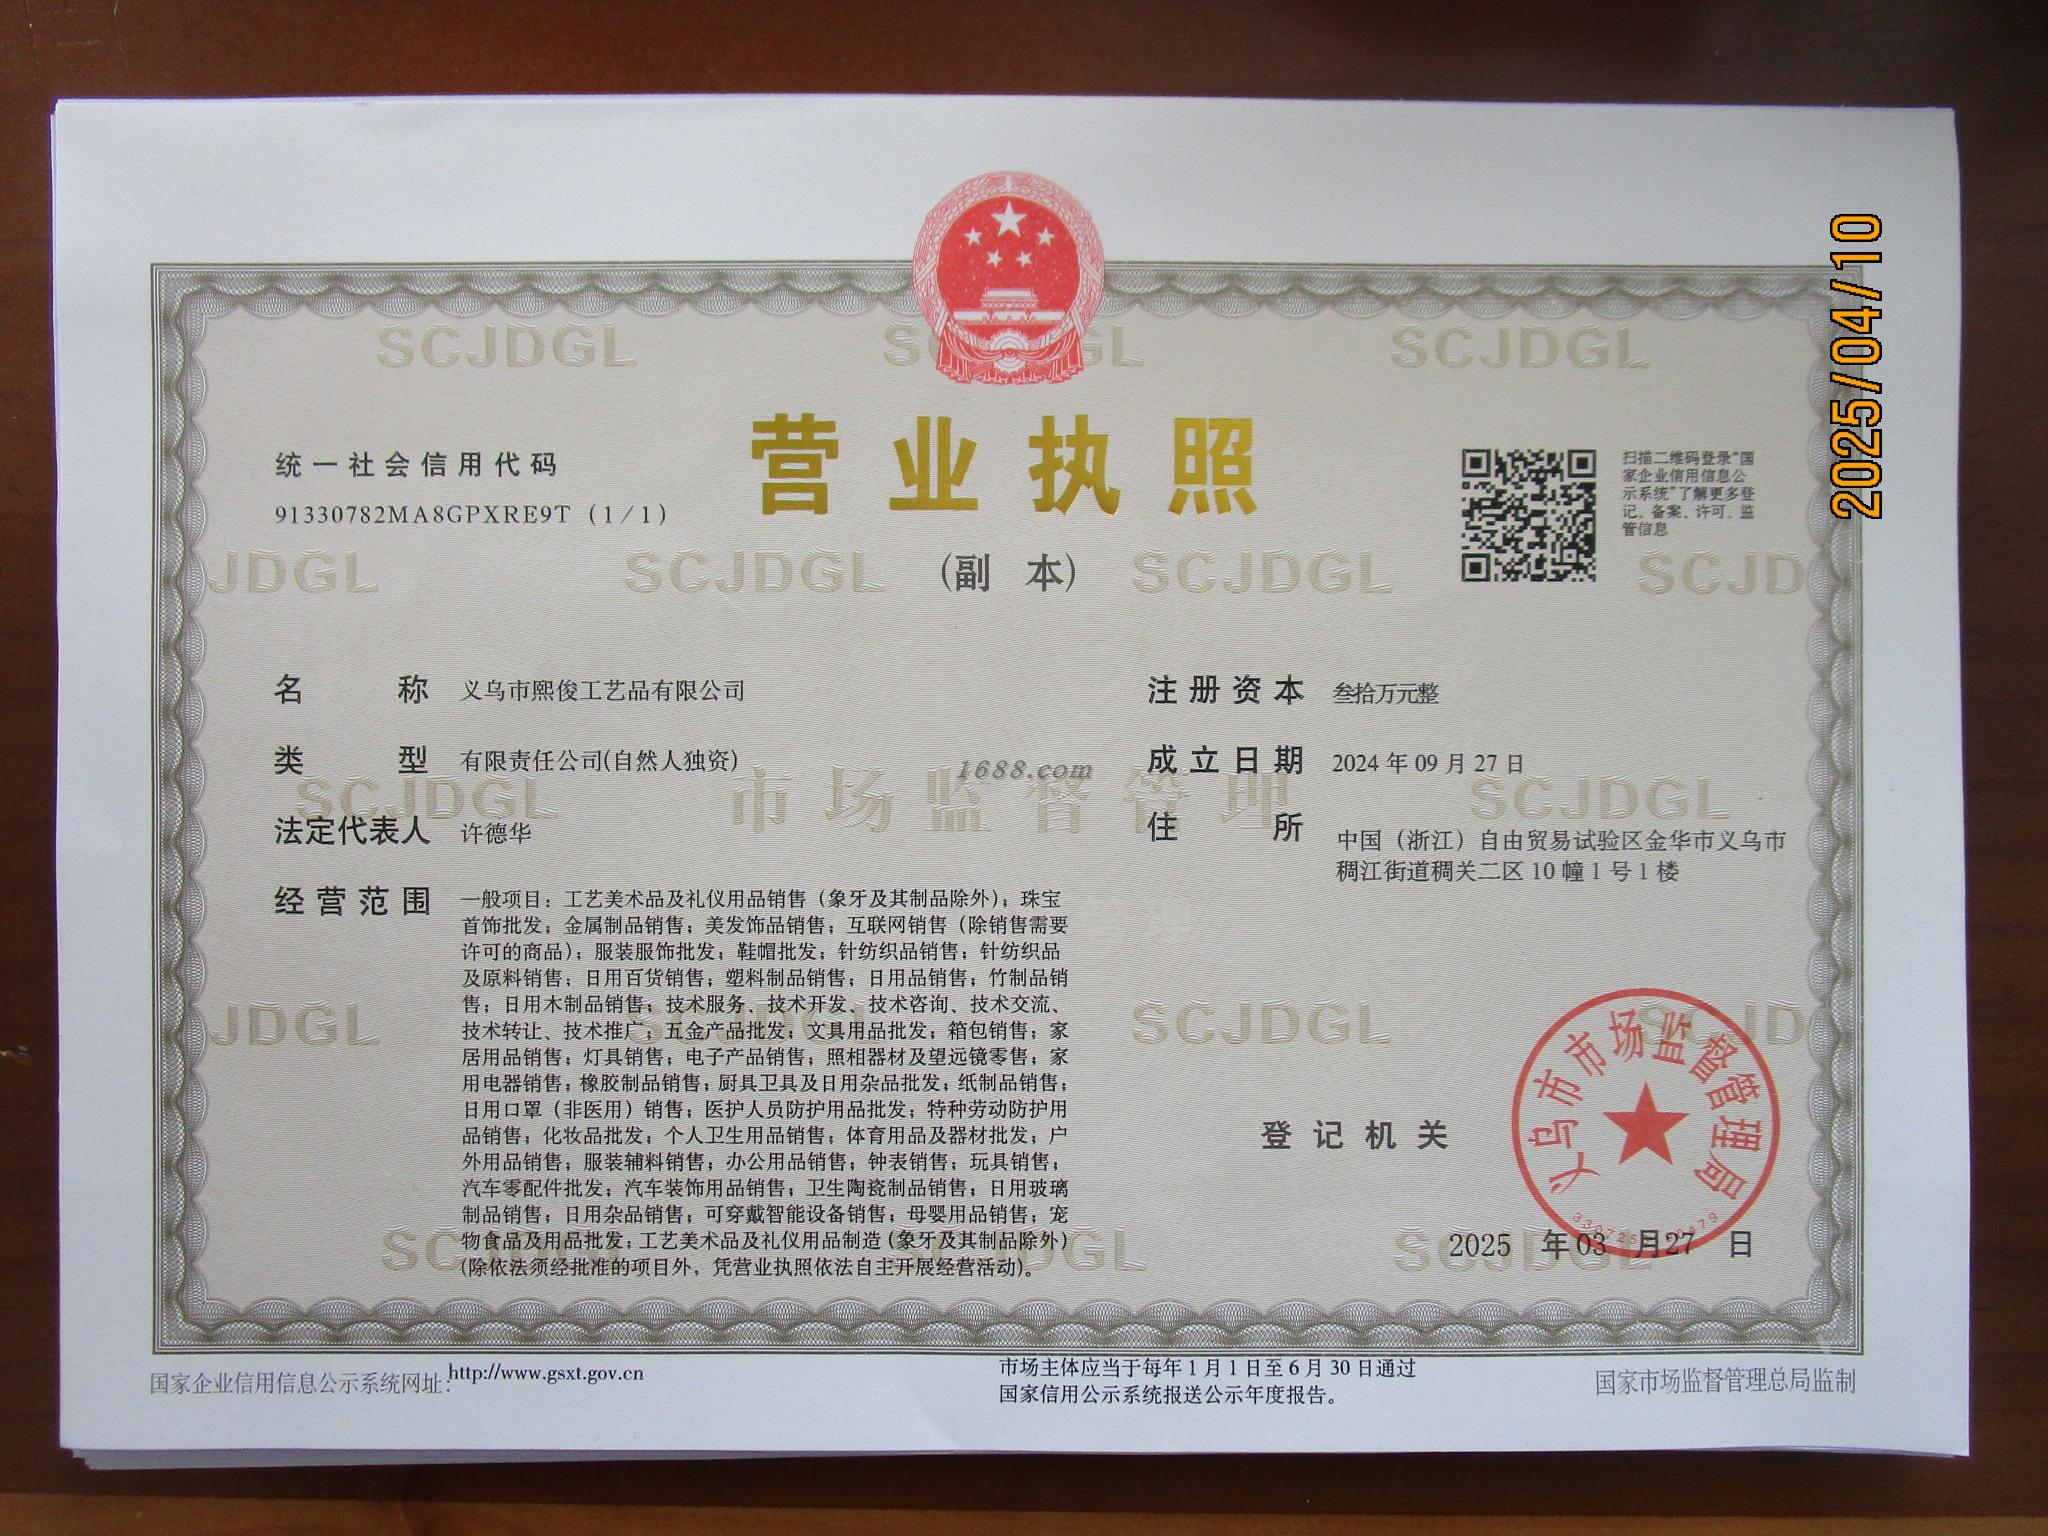 2025/04/10
SCJDGL SCJDGL SCJDGL
营业执照
(副 本)
统一社会信用代码
91330782MA8GPXRE9T (1/1)
扫描二维码登录“国
家企业信用信息公
示系统”了解更多登
记、备案、许可、监
管信息
JDGL SCJDGL SCJDGL SCJD
名 称 义乌市熙俊工艺品有限公司
类 型 有限责任公司(自然人独资)
法定代表人 许德华
注册资本 叁拾万元整
成立日期 2024 年 09 月 27 日
住 所 中国（浙江）自由贸易试验区金华市义乌市
稠江街道稠关二区 10 幢 1 号 1 楼
1688.com
SCJDGL 市场监督管理 SCJDGL
经营范围 一般项目：工艺美术品及礼仪用品销售（象牙及其制品除外）；珠宝
首饰批发；金属制品销售；美发饰品销售；互联网销售（除销售需要
许可的商品）；服装服饰批发；鞋帽批发；针纺织品销售；针纺织品
及原料销售；日用百货销售；塑料制品销售；日用品销售；竹制品销
售；日用木制品销售；技术服务、技术开发、技术咨询、技术交流、
技术转让、技术推广；五金产品批发；文具用品批发；箱包销售；家
居用品销售；灯具销售；电子产品销售；照相器材及望远镜零售；家
用电器销售；橡胶制品销售；厨具卫具及日用杂品批发；纸制品销售；
日用口罩（非医用）销售；医护人员防护用品批发；特种劳动防护用
品销售；化妆品批发；个人卫生用品销售；体育用品及器材批发；户
外用品销售；服装辅料销售；办公用品销售；钟表销售；玩具销售；
汽车零配件批发；汽车装饰用品销售；卫生陶瓷制品销售；日用玻璃
制品销售；日用杂品销售；可穿戴智能设备销售；母婴用品销售；宠
物食品及用品批发；工艺美术品及礼仪用品制造（象牙及其制品除外）
(除依法须经批准的项目外，凭营业执照依法自主开展经营活动)。
管理
JDGL SCJDGL SCJDGL SCJD
登记机关
义乌市市场监督管理局
2025 年 03 月 27 日
SCJDGL SCJDGL SCJDGL
国家企业信用信息公示系统网址：http://www.gsxt.gov.cn
市场主体应当于每年 1 月 1 日至 6 月 30 日通过
国家信用公示系统报送公示年度报告。
国家市场监督管理总局监制